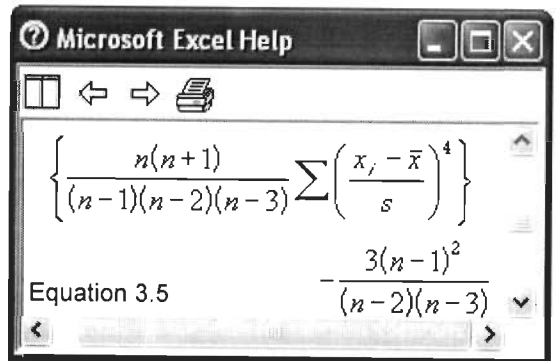 Microsoft Excel Help
{ n(n+1) / (n−1)(n−2)(n−3) ∑ ( x_i − x̄ / s )^4 }
− 3(n−1)^2 / (n−2)(n−3)
Equation 3.5